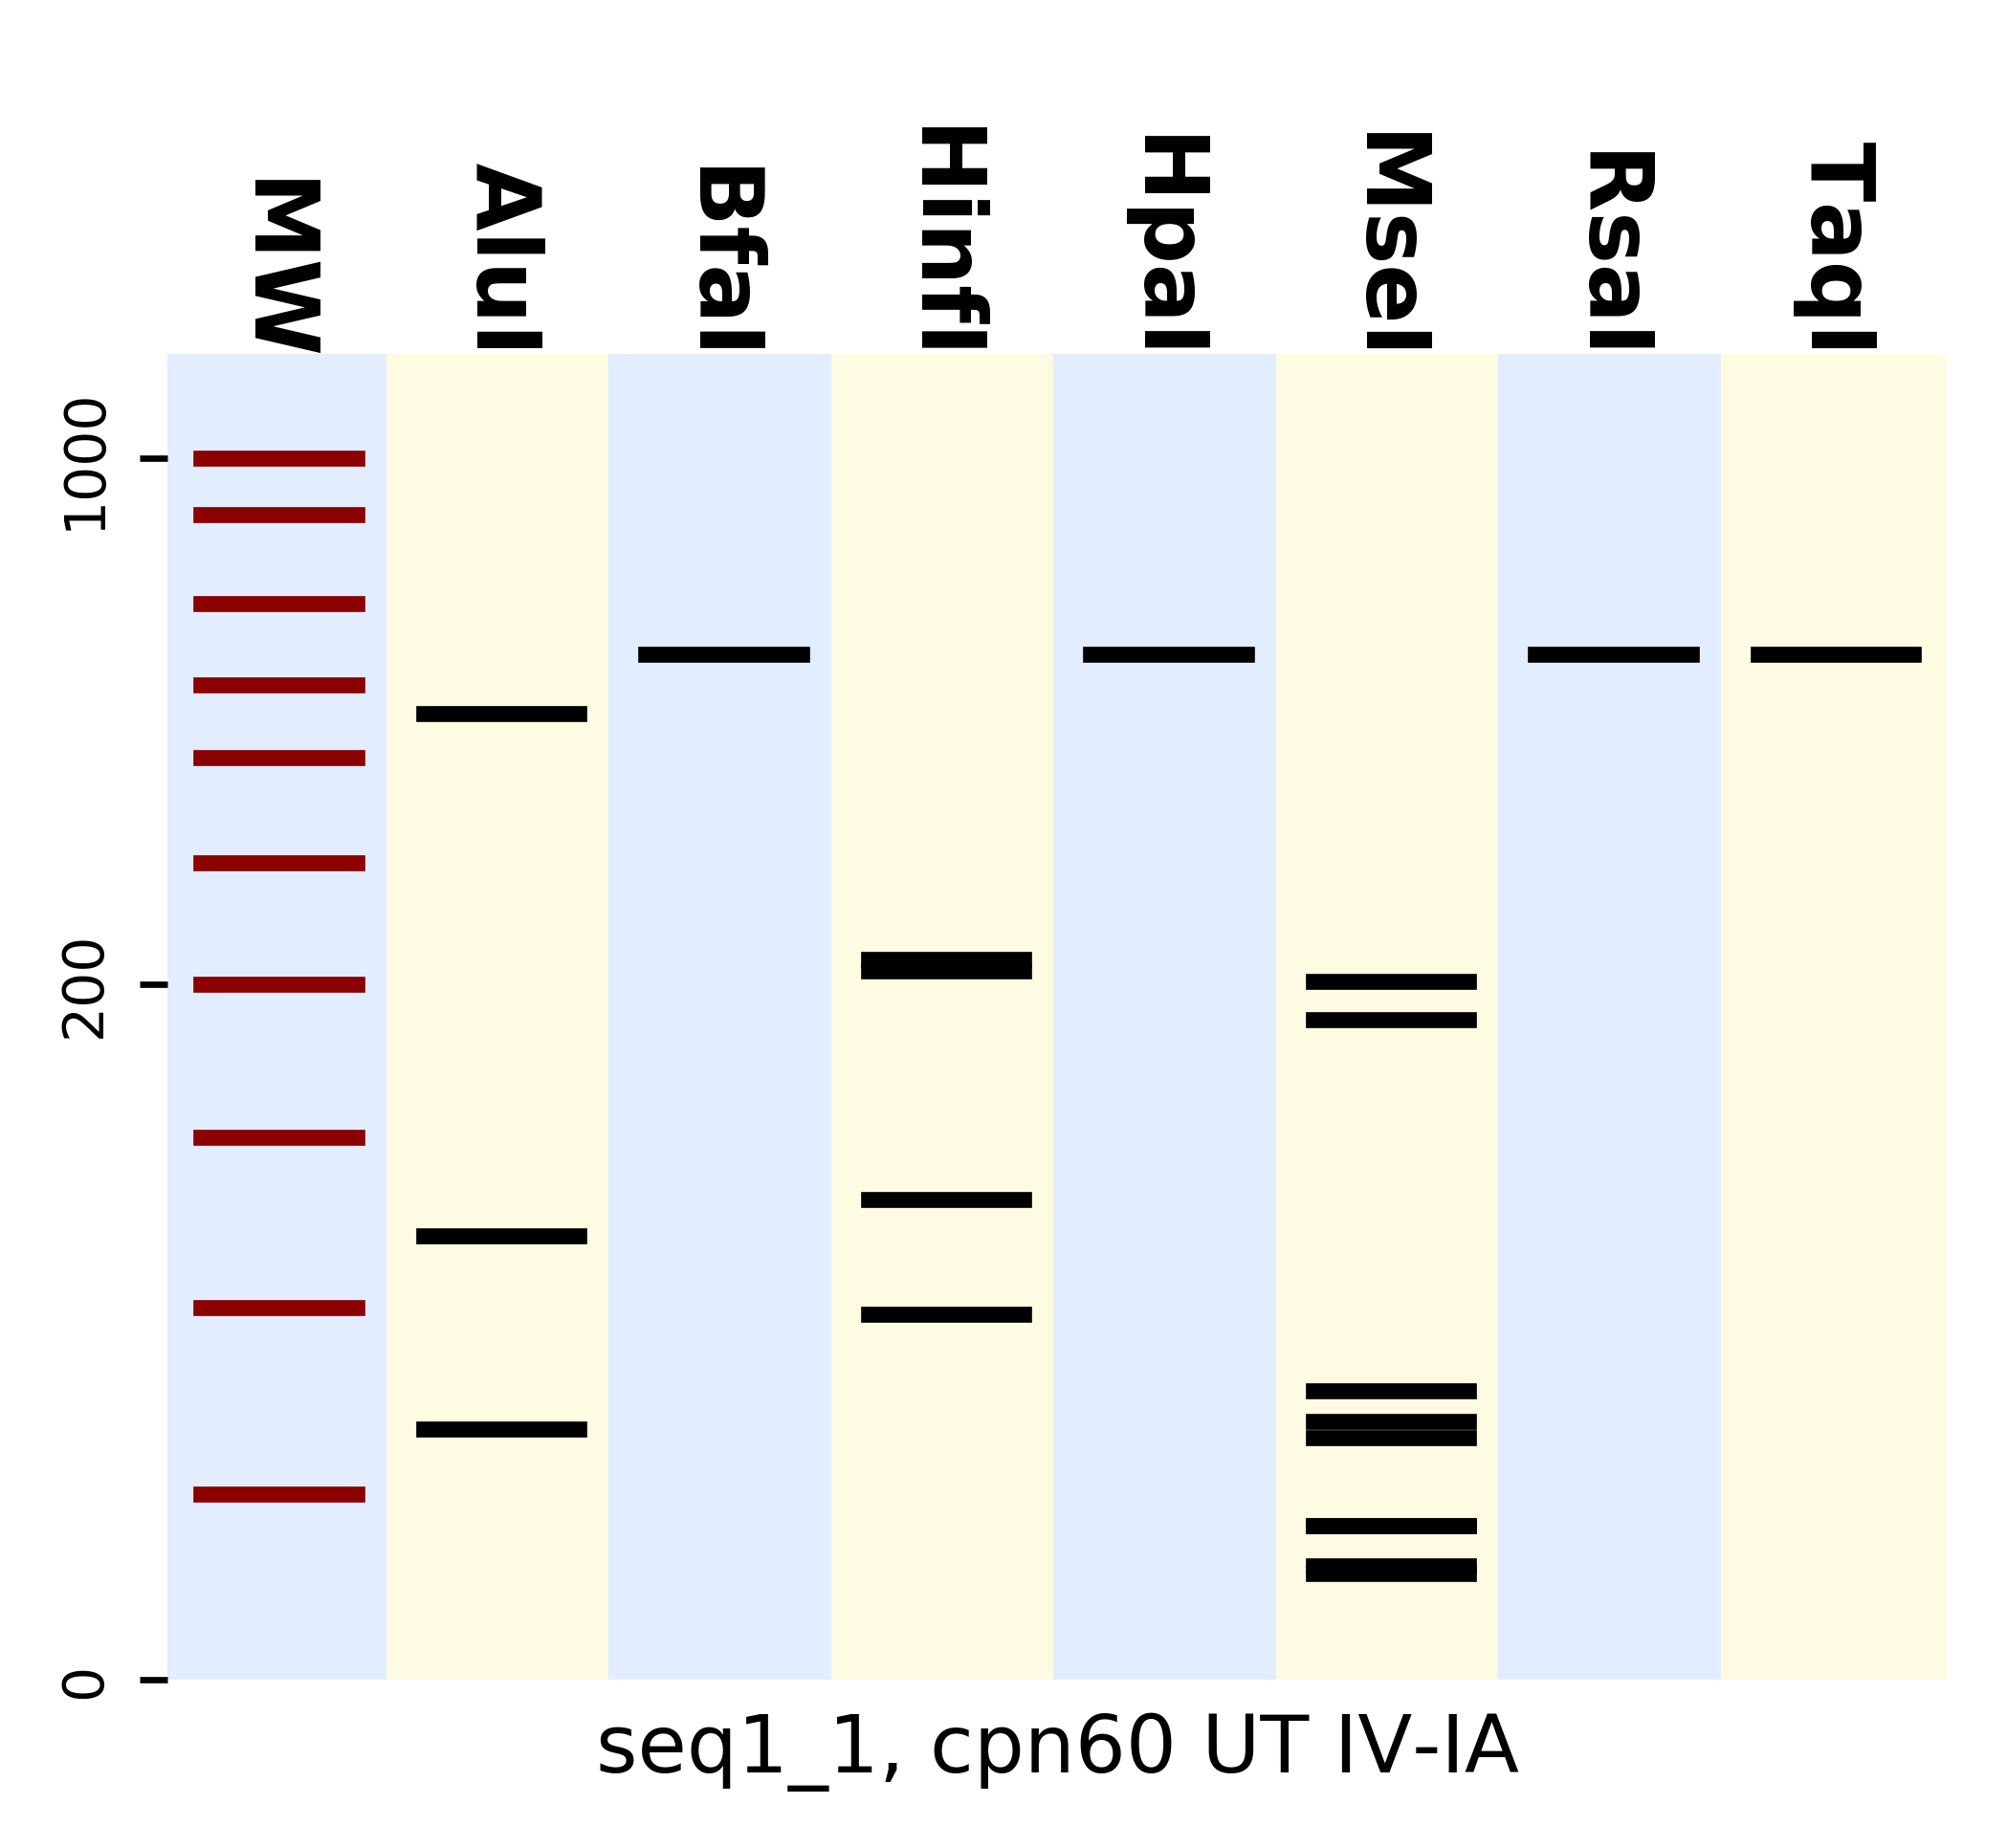 MW
AluI
BfaI
HinfI
HpaI
MseI
RsaI
TaqI
1000
200
0
seq1_1, cpn60 UT IV-IA